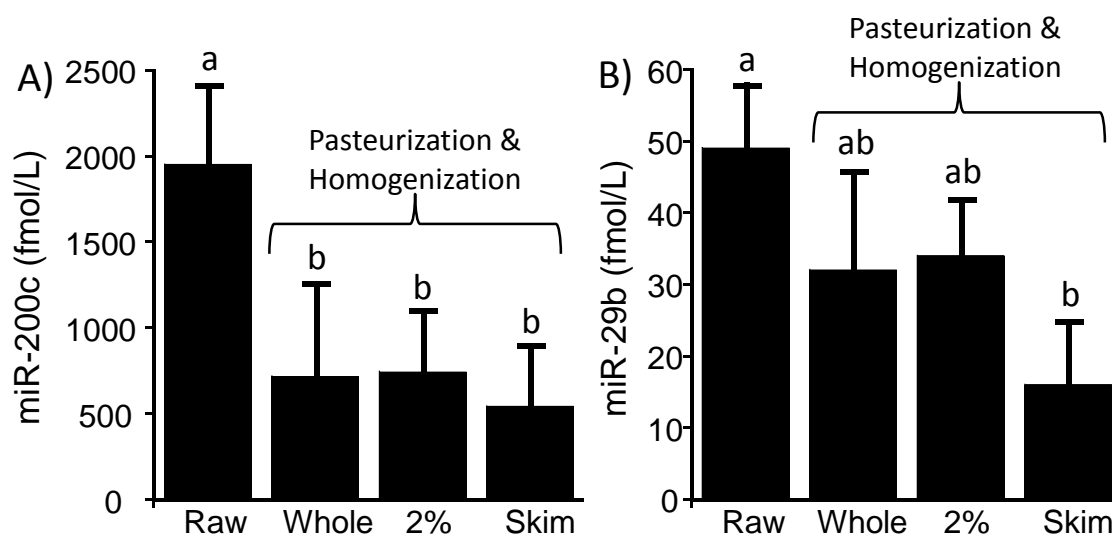 A)
miR-200c (fmol/L)
2500
2000
1500
1000
500
0
a
Pasteurization &
Homogenization
b
b
b
Raw
Whole
2%
Skim
B)
miR-29b (fmol/L)
60
50
40
30
20
10
0
Pasteurization &
Homogenization
a
ab
ab
b
Raw
Whole
2%
Skim